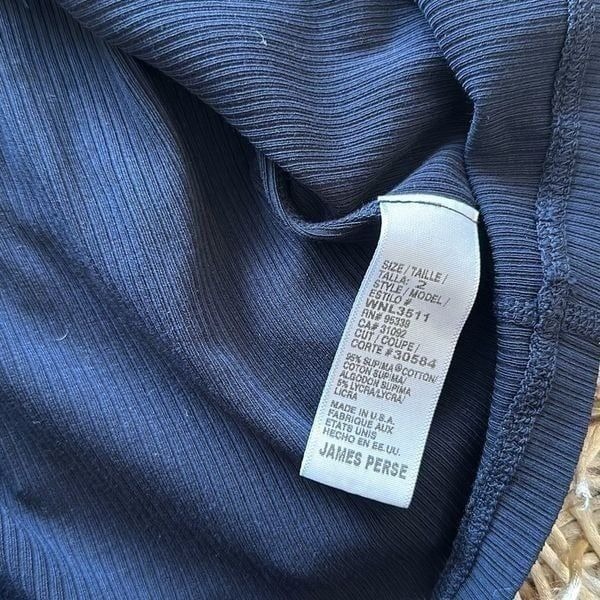 SIZE / TAILLE /
TALLA: 2
STYLE / MODEL /
ESTILO #
WNL3511
RN# 95339
CA# 31092
CUT / COUPE /
CORTE #30584
95% SUPIMA ® COTTON/
COTON SUPIMA/
ALGODON SUPIMA
5% LYCRA/LYCRA/
LICRA
MADE IN U.S.A.
FABRIQUE AUX
ETATS UNIS
HECHO EN EE.UU.
JAMES PERSE